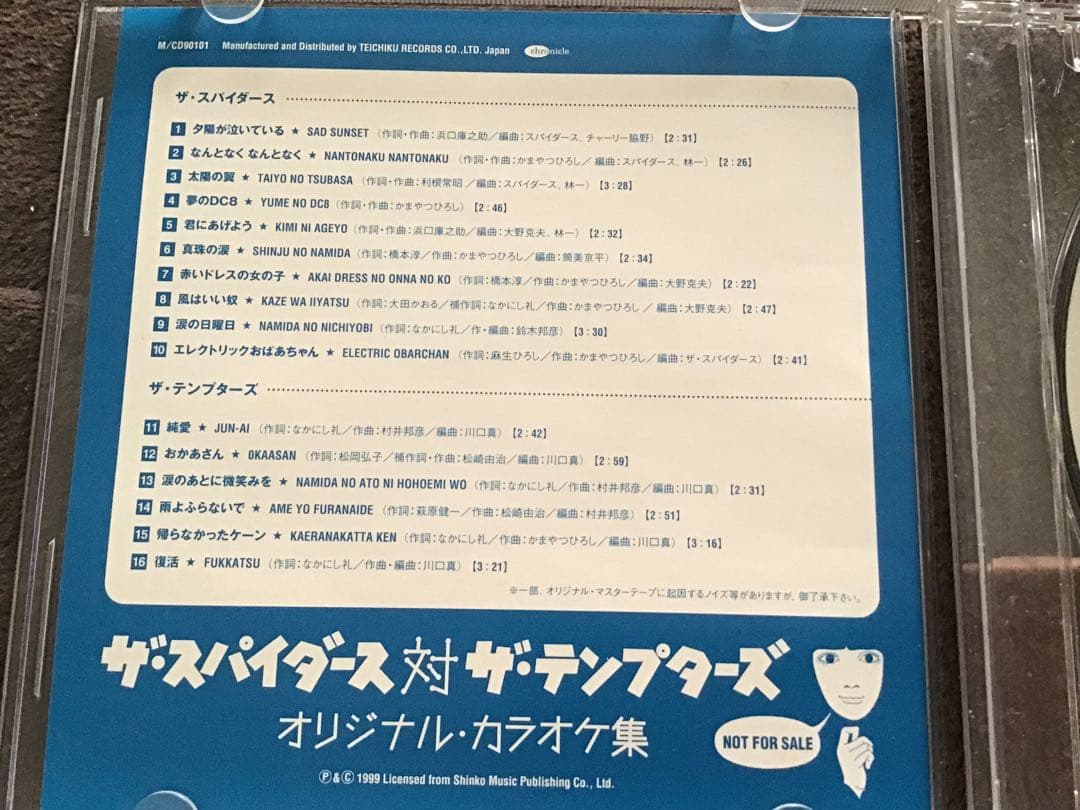 M/CD90101 Manufactured and Distributed by TEICHIKU RECORDS CO.,LTD. Japan chronicle
ザ・スパイダース
1 夕陽が泣いている ★ SAD SUNSET (作詞・作曲:浜口庫之助/編曲:スパイダース、チャーリー脇野)【2:31】
2 なんとなく なんとなく ★ NANTONAKU NANTONAKU (作詞・作曲:かまやつひろし/ 編曲:スパイダース、林一)【2:26】
3 太陽の翼 ★ TAIYO NO TSUBASA (作詞・作曲:利根常昭 /編曲:スパイダース、林一)【3:28】
4 夢のDC8 ★ YUME NO DC8 (作詞・作曲:かまやつひろし)【2:46】
5 君にあげよう ★ KIMI NI AGEYO (作詞・作曲:浜口庫之助/編曲:大野克夫、林一)【2:32】
6 真珠の涙 ★ SHINJU NO NAMIDA (作詞:橋本淳/作曲:かまやつひろし/編曲:筒美京平)【2:34】
7 赤いドレスの女の子 ★ AKAI DRESS NO ONNA NO KO (作詞:橋本淳/作曲:かまやつひろし/編曲:大野克夫)【2:22】
8 風はいい奴 ★ KAZE WA IIYATSU (作詞:大田かおる/補作詞:なかにし礼/作曲:かまやつひろし / 編曲:大野克夫)【2:47】
9 涙の日曜日 ★ NAMIDA NO NICHIYOBI (作詞:なかにし礼/作・編曲:鈴木邦彦)【3:30】
10 エレクトリックおばあちゃん ★ ELECTRIC OBARCHAN (作詞:麻生ひろし/作曲:かまやつひろし/編曲:ザ・スパイダース)【2:41】
ザ・テンプターズ
11 純愛 ★ JUN-AI (作詞:なかにし礼/作曲:村井邦彦/編曲:川口真)【2:42】
12 おかあさん ★ OKAASAN (作詞:松岡弘子/補作詞・作曲:松崎由治/編曲:川口真)【2:59】
13 涙のあとに微笑みを ★ NAMIDA NO ATO NI HOHOEMI WO (作詞:なかにし礼/作曲:村井邦彦/編曲:川口真)【2:31】
14 雨よふらないで ★ AME YO FURANAIDE (作詞:萩原健一/作曲:松崎由治/編曲:村井邦彦)【2:51】
15 帰らなかったケーン ★ KAERANAKATTA KEN (作詞:なかにし礼/作曲:かまやつひろし/編曲:川口真)【3:16】
16 復活 ★ FUKKATSU (作詞:なかにし礼/作曲・編曲:川口真)【3:21】
※一部、オリジナル・マスターテープに起因するノイズ等がありますが、御了承下さい。
ザ・スパイダース対ザ・テンプターズ
オリジナル・カラオケ集
NOT FOR SALE
Ⓟ&© 1999 Licensed from Shinko Music Publishing Co., Ltd.